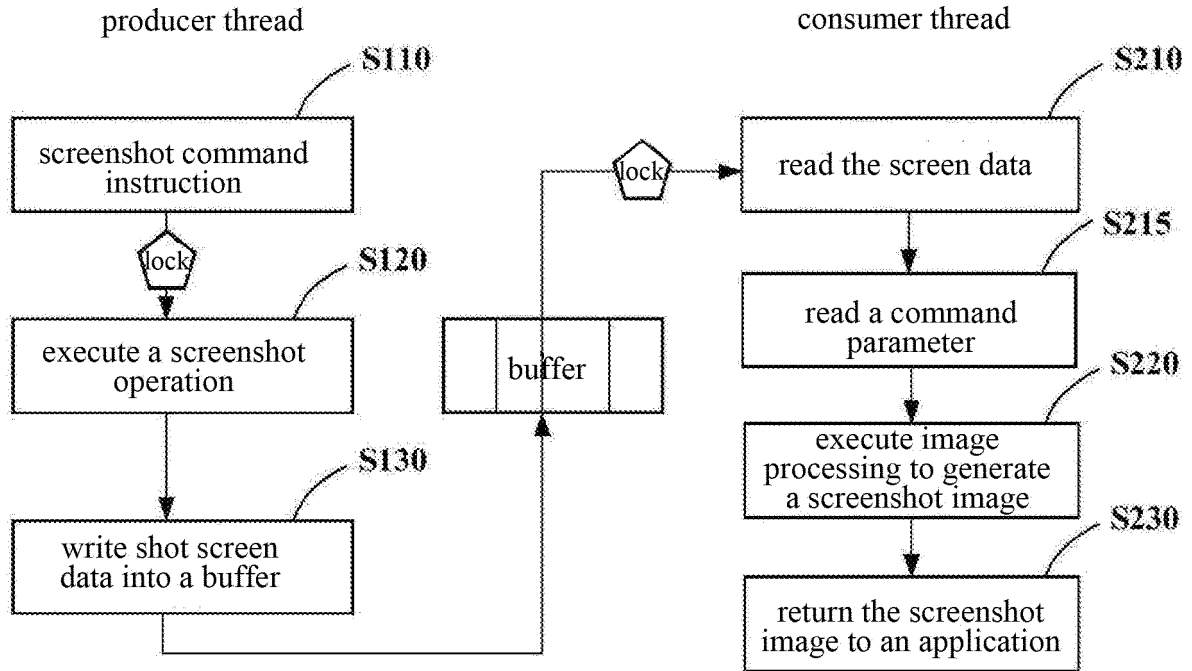 producer thread
S110
screenshot command
instruction
lock
S120
execute a screenshot
operation
S130
write shot screen
data into a buffer
buffer
consumer thread
lock
S210
read the screen data
S215
read a command
parameter
S220
execute image
processing to generate
a screenshot image
S230
return the screenshot
image to an application